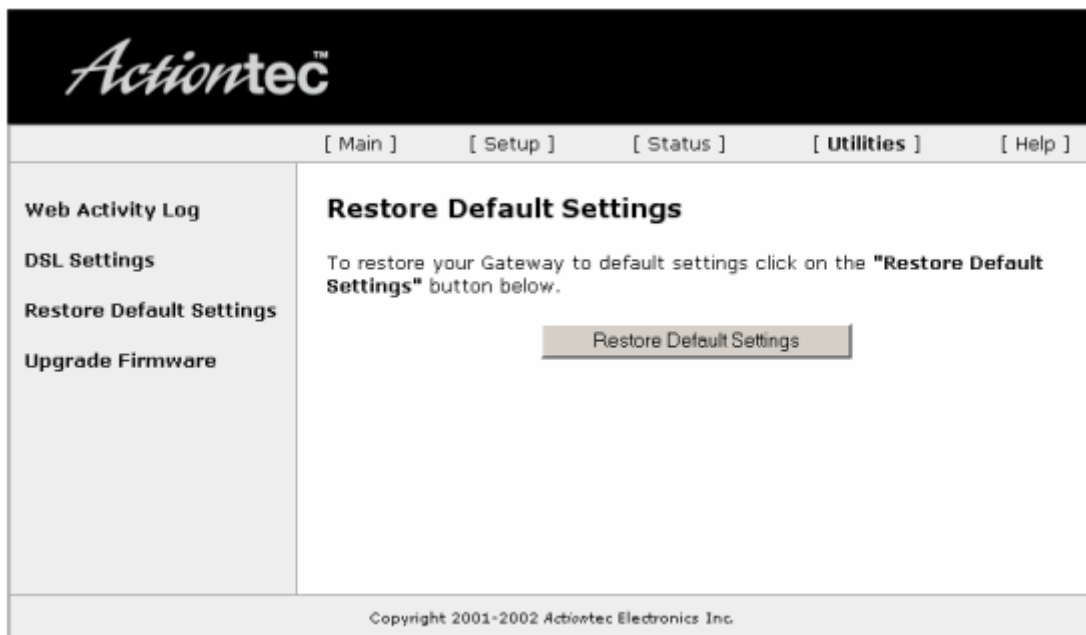 Actiontec™
[ Main ] [ Setup ] [ Status ] [ Utilities ] [ Help ]
Web Activity Log
DSL Settings
Restore Default Settings
Upgrade Firmware
Restore Default Settings
To restore your Gateway to default settings click on the "Restore Default
Settings" button below.
Restore Default Settings
Copyright 2001-2002 Actiontec Electronics Inc.